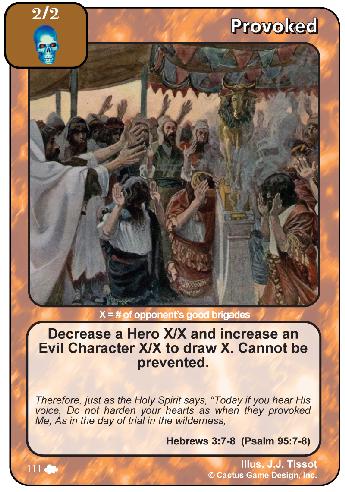 2/2
Provoked
X = # of opponent's good brigades
Decrease a Hero X/X and increase an
Evil Character X/X to draw X. Cannot be
prevented.
Therefore, just as the Holy Spirit says, "Today if you hear His
voice, Do not harden your hearts as when they provoked
Me, As in the day of trial in the wilderness,
Hebrews 3:7-8 (Psalm 95:7-8)
111
Illus. J.J. Tissot
© Cactus Game Design, Inc.